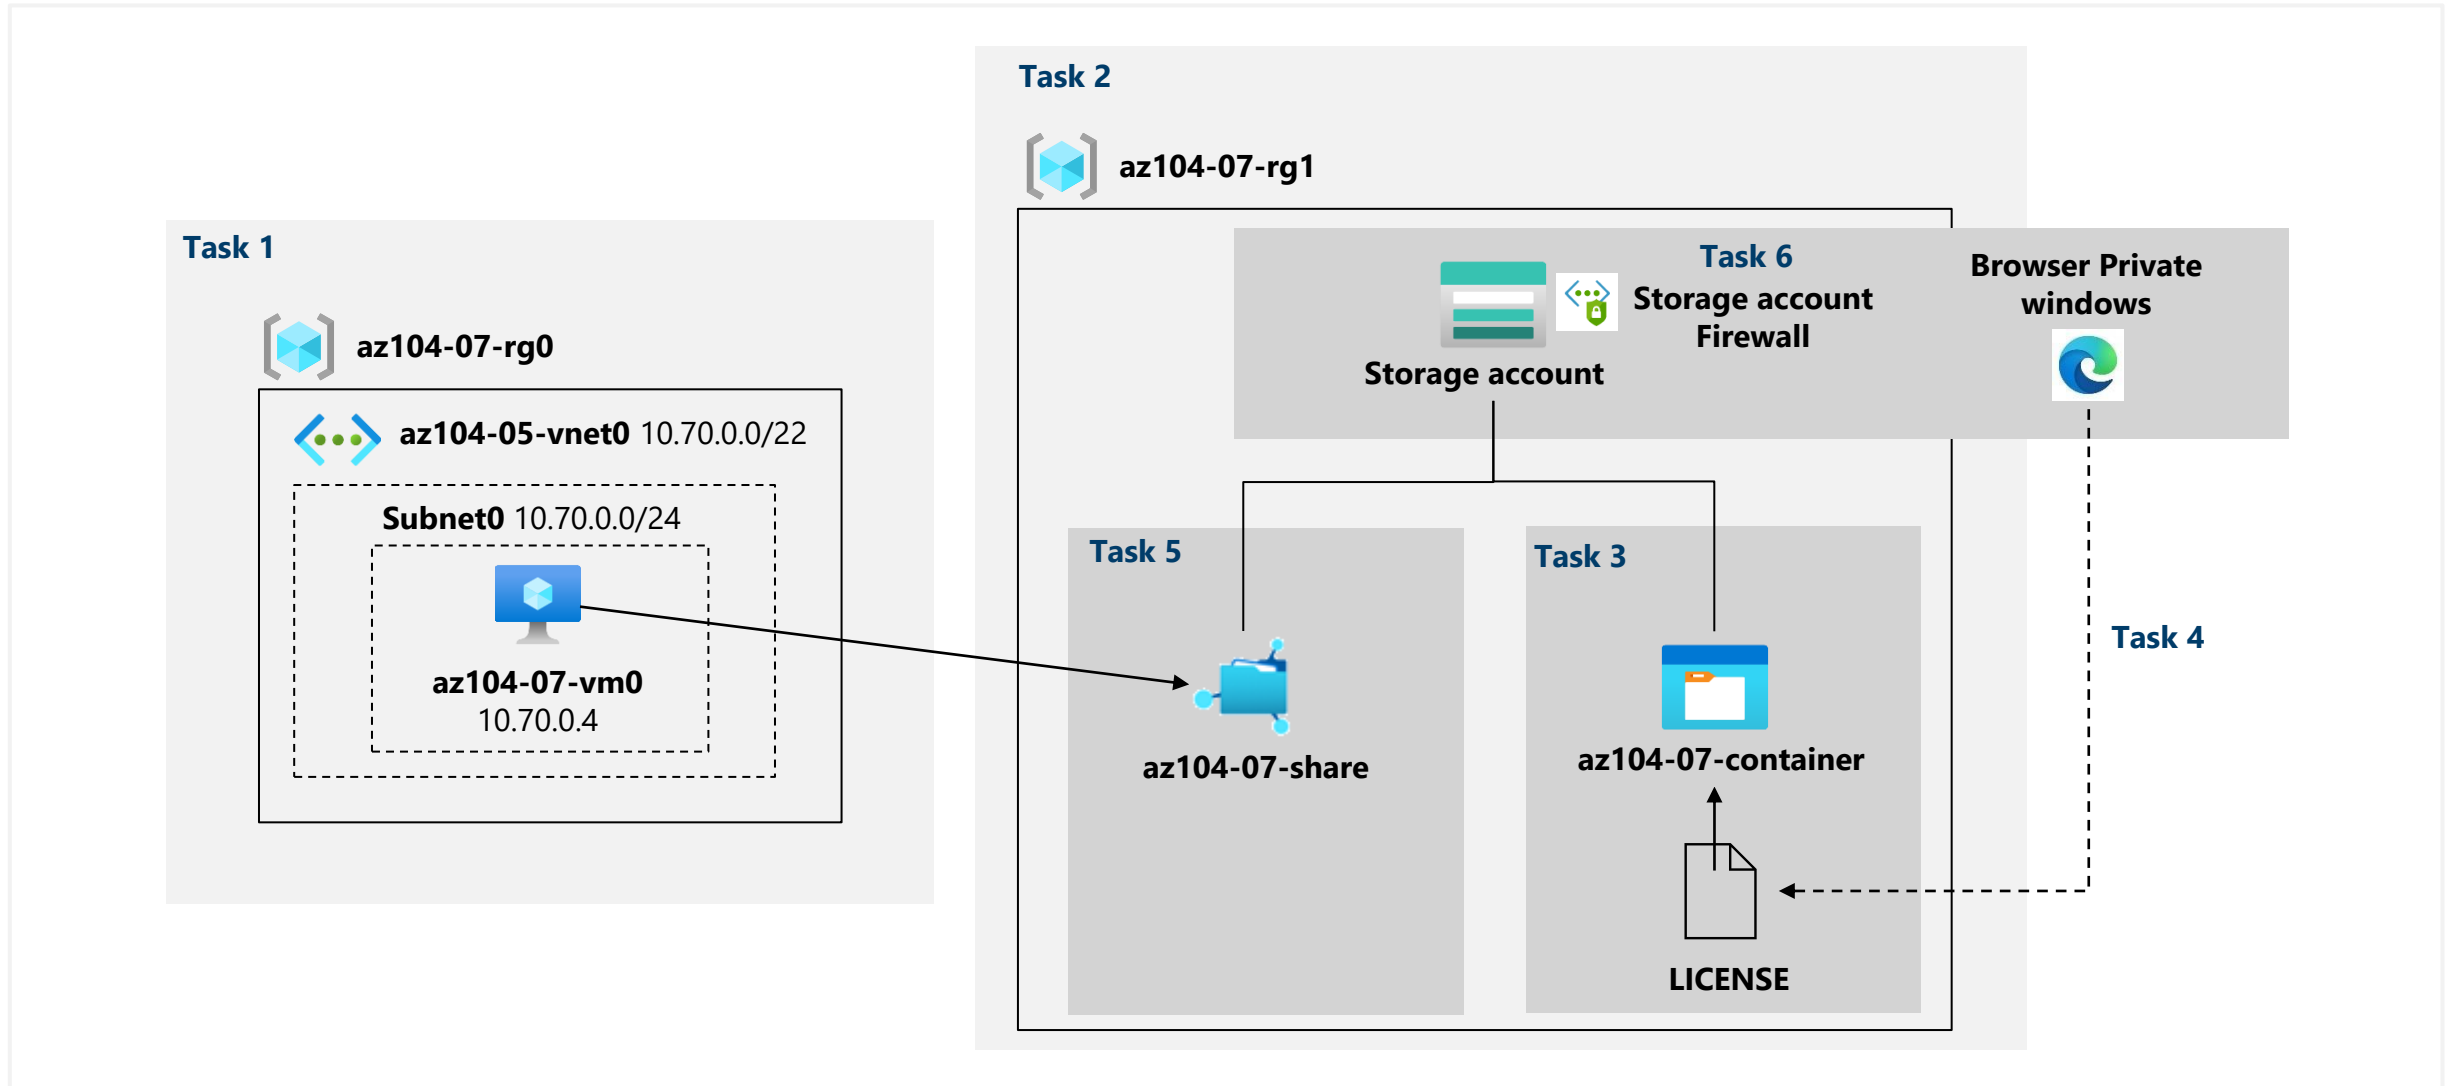 Task 1
az104-07-rg0
az104-05-vnet0 10.70.0.0/22
Subnet0 10.70.0.0/24
az104-07-vm0
10.70.0.4
Task 2
az104-07-rg1
Task 6
Storage account
Firewall
Storage account
Browser Private
windows
Task 5
az104-07-share
Task 3
az104-07-container
LICENSE
Task 4